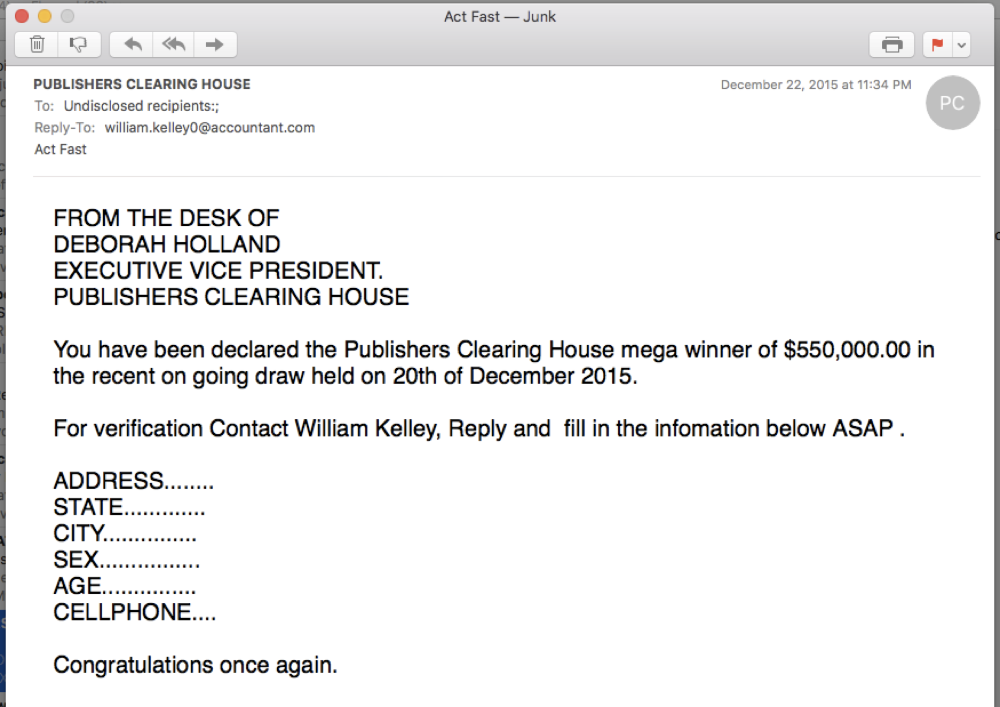 Act Fast — Junk
PUBLISHERS CLEARING HOUSE
December 22, 2015 at 11:34 PM
PC
To: Undisclosed recipients:;
Reply-To: william.kelley0@accountant.com
Act Fast
FROM THE DESK OF
DEBORAH HOLLAND
EXECUTIVE VICE PRESIDENT.
PUBLISHERS CLEARING HOUSE
You have been declared the Publishers Clearing House mega winner of $550,000.00 in
the recent on going draw held on 20th of December 2015.
For verification Contact William Kelley, Reply and  fill in the infomation below ASAP .
ADDRESS........
STATE.............
CITY...............
SEX................
AGE...............
CELLPHONE....
Congratulations once again.